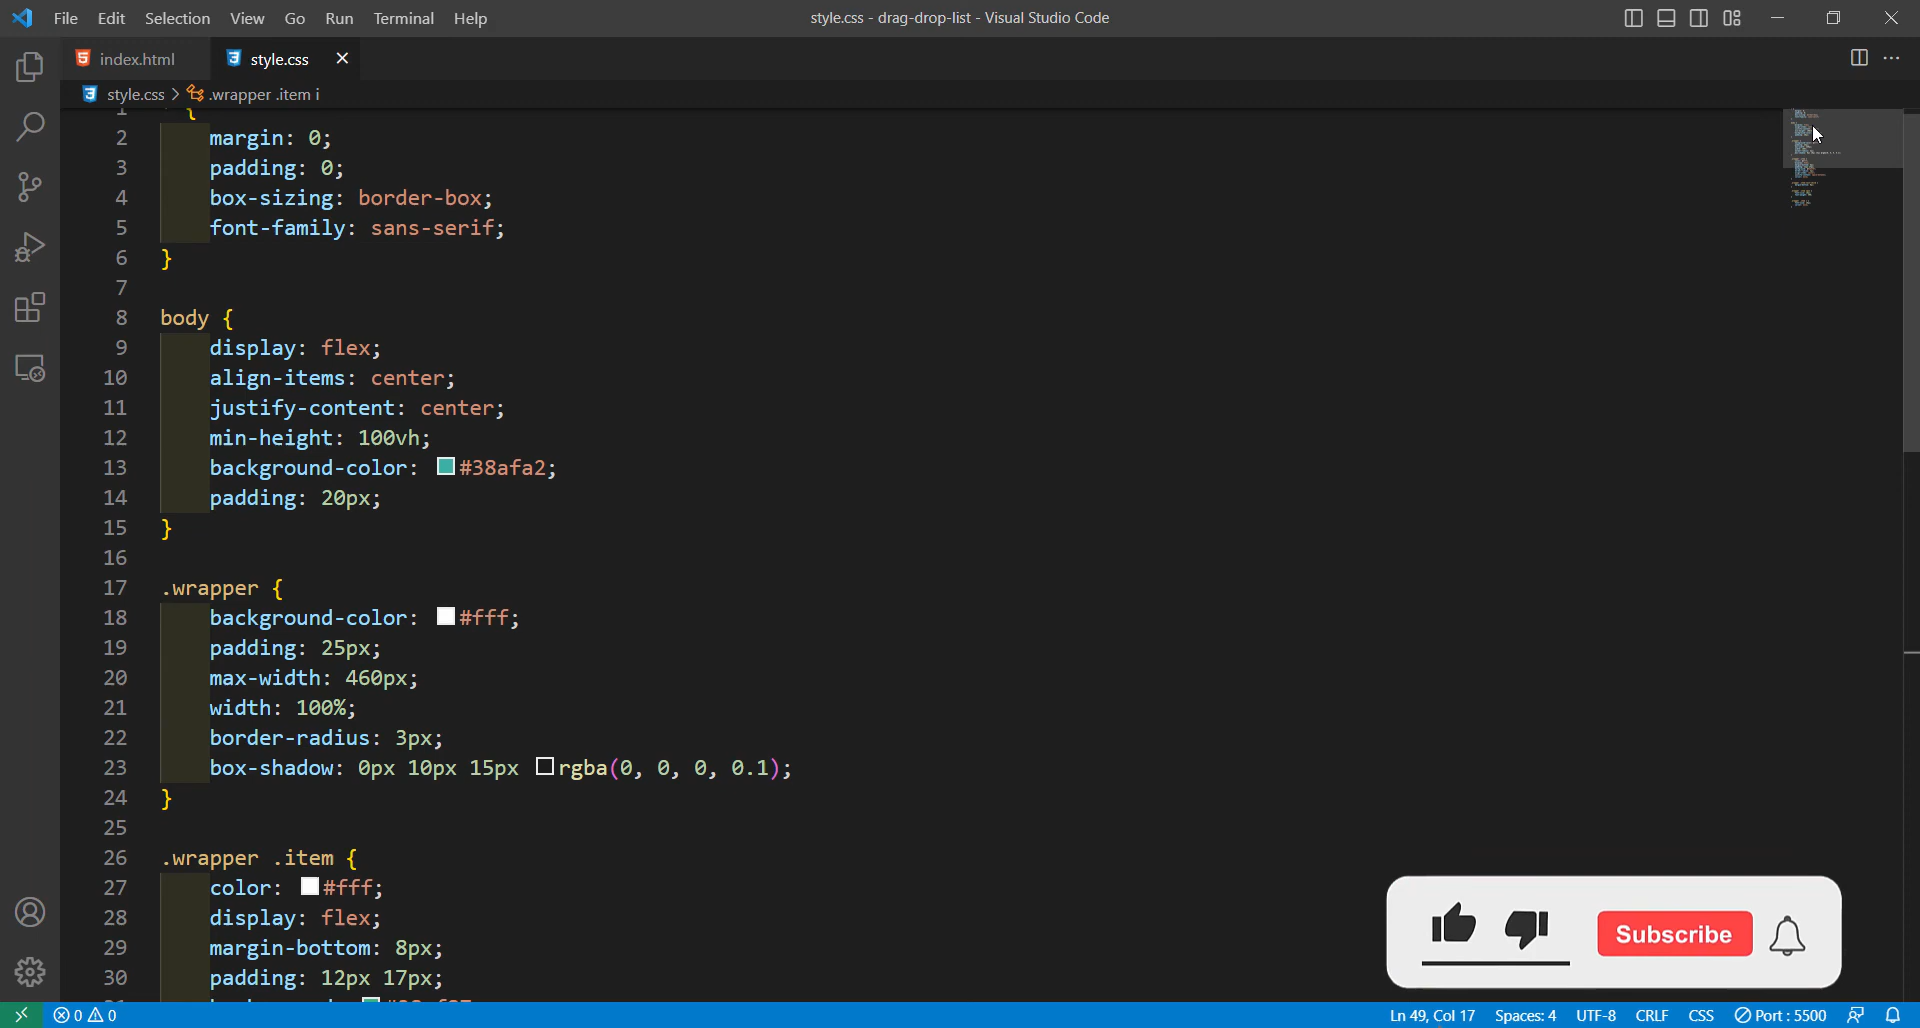 File Edit Selection View Go Run Terminal Help
style.css - drag-drop-list - Visual Studio Code
index.html
style.css
style.css > .wrapper .item i
1 {
2 margin: 0;
3 padding: 0;
4 box-sizing: border-box;
5 font-family: sans-serif;
6 }
7
8 body {
9 display: flex;
10 align-items: center;
11 justify-content: center;
12 min-height: 100vh;
13 background-color: #38afa2;
14 padding: 20px;
15 }
16
17 .wrapper {
18 background-color: #fff;
19 padding: 25px;
20 max-width: 460px;
21 width: 100%;
22 border-radius: 3px;
23 box-shadow: 0px 10px 15px rgba(0, 0, 0, 0.1);
24 }
25
26 .wrapper .item {
27 color: #fff;
28 display: flex;
29 margin-bottom: 8px;
30 padding: 12px 17px;
Subscribe
0 0
Ln 49, Col 17 Spaces: 4 UTF-8 CRLF CSS Port : 5500